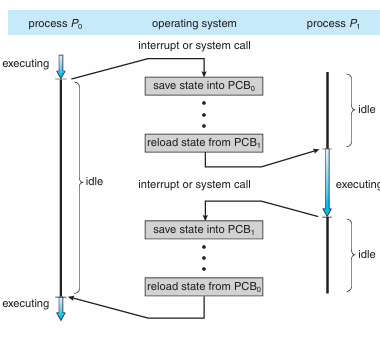 process P0
operating system
process P1
interrupt or system call
executing
save state into PCB0
idle
reload state from PCB1
idle
interrupt or system call
executing
save state into PCB1
idle
reload state from PCB0
executing